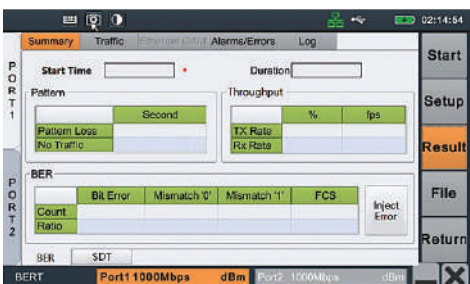 02:14:54
Summary Traffic Alarms/Errors Log
Start
Setup
Result
File
Return
PORT1
PORT2
Start Time * Duration
Pattern
Second
Pattern Loss
No Traffic
Throughput
% fps
TX Rate
Rx Rate
BER
Bit Error Mismatch '0' Mismatch '1' FCS
Count
Ratio
Inject Error
BER SDT
BERT Port1 1000Mbps dBm Port2 1000Mbps dBm